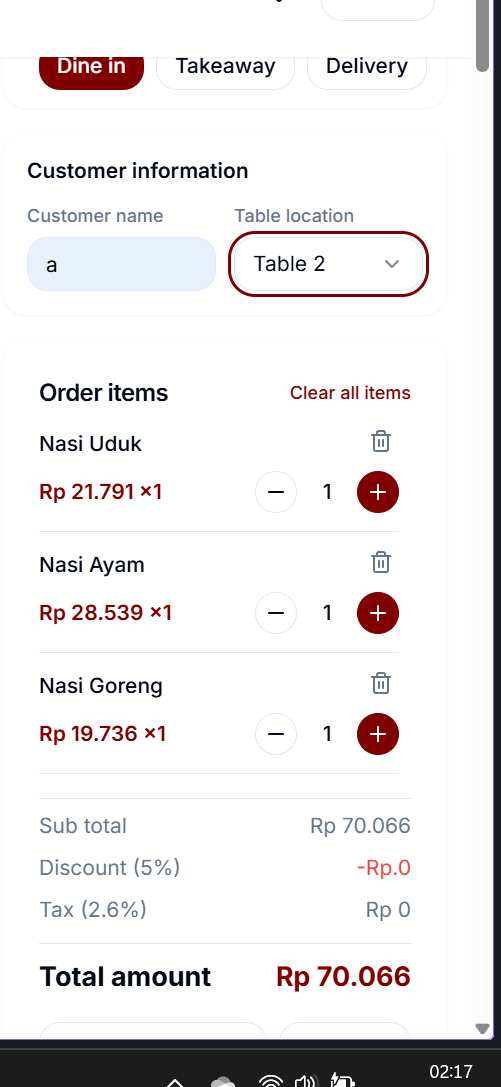 Dine in Takeaway Delivery
Customer information
Customer name Table location
a Table 2
Order items Clear all items
Nasi Uduk
Rp 21.791 ×1 − 1 +
Nasi Ayam
Rp 28.539 ×1 − 1 +
Nasi Goreng
Rp 19.736 ×1 − 1 +
Sub total Rp 70.066
Discount (5%) -Rp.0
Tax (2.6%) Rp 0
Total amount Rp 70.066
02:17